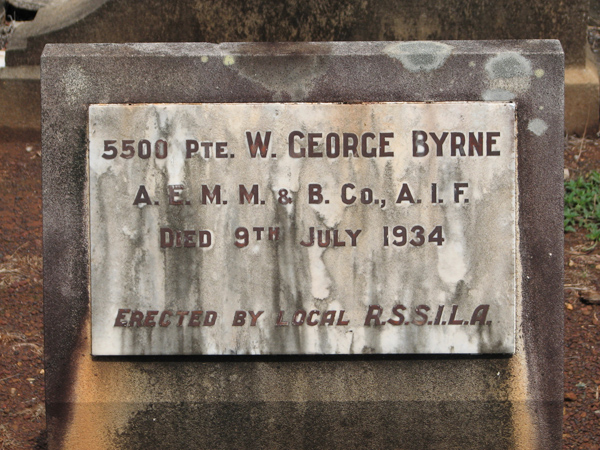 5500 PTE. W. GEORGE BYRNE
A. E. M. M. & B. CO., A. I. F.
DIED 9TH JULY 1934
ERECTED BY LOCAL R.S.S.I.L.A.